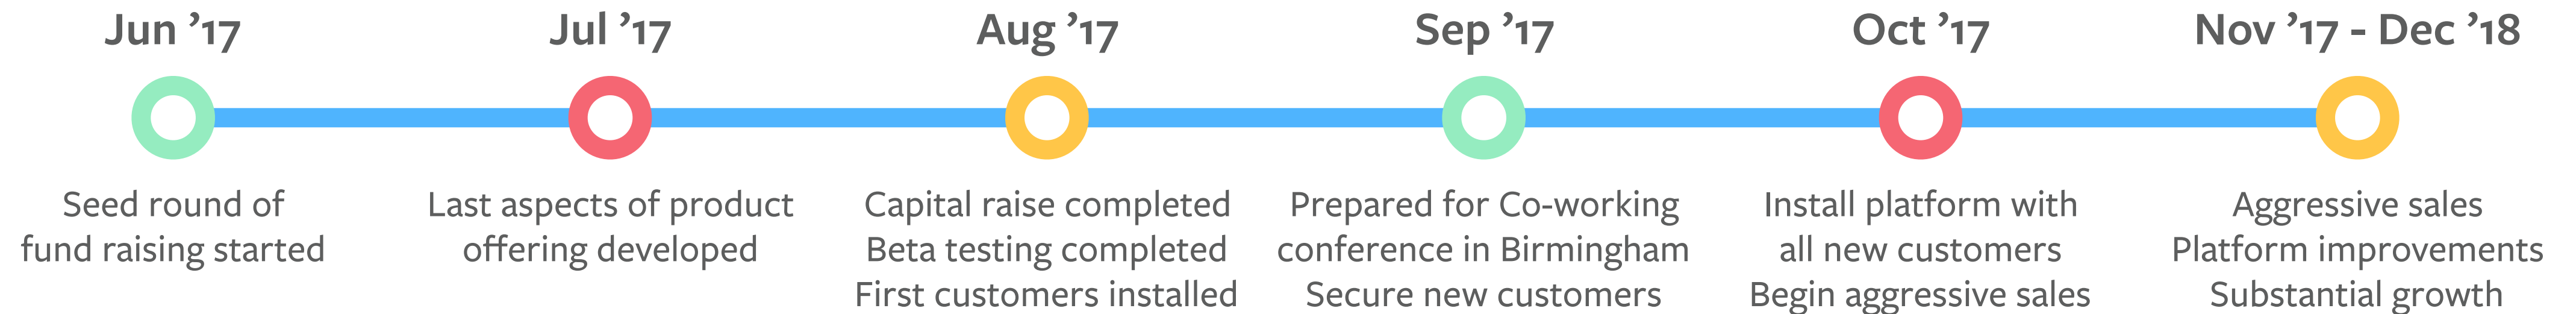 Jun ’17
Seed round of
fund raising started
Jul ’17
Last aspects of product
offering developed
Aug ’17
Capital raise completed
Beta testing completed
First customers installed
Sep ’17
Prepared for Co-working
conference in Birmingham
Secure new customers
Oct ’17
Install platform with
all new customers
Begin aggressive sales
Nov ’17 - Dec ’18
Aggressive sales
Platform improvements
Substantial growth